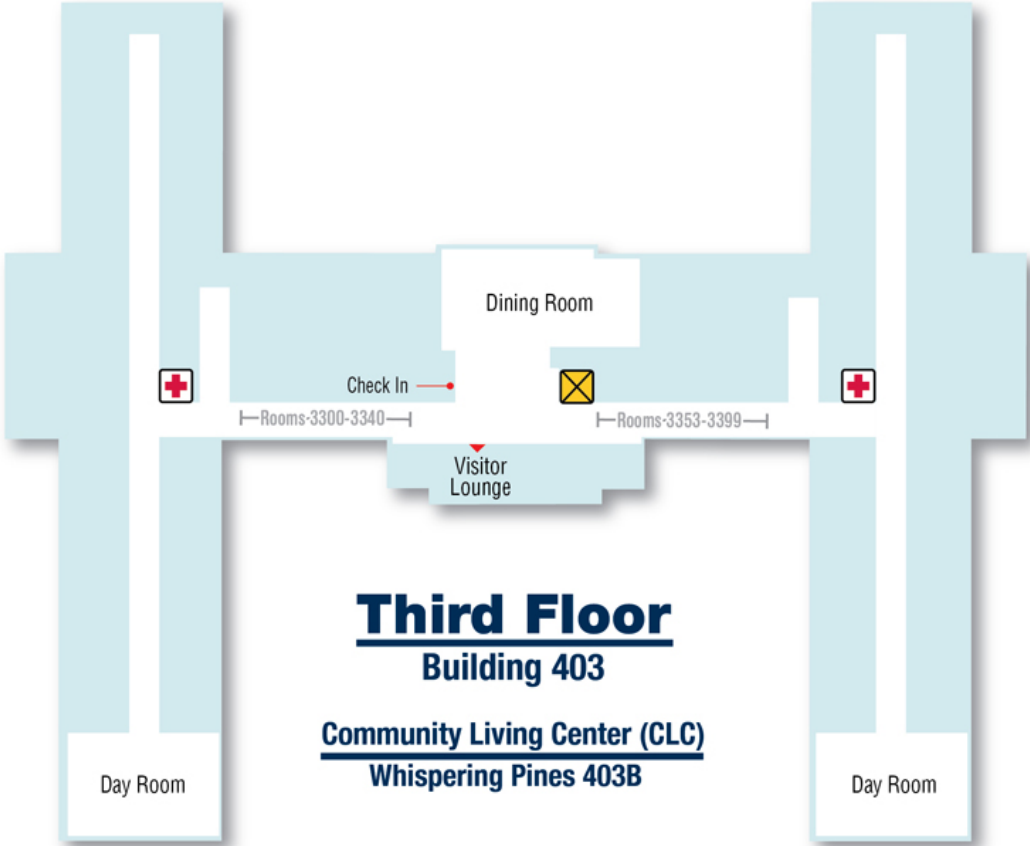 Dining Room
Check In
Rooms-3300-3340
Rooms-3353-3399
Visitor
Lounge
Third Floor
Building 403
Community Living Center (CLC)
Whispering Pines 403B
Day Room
Day Room